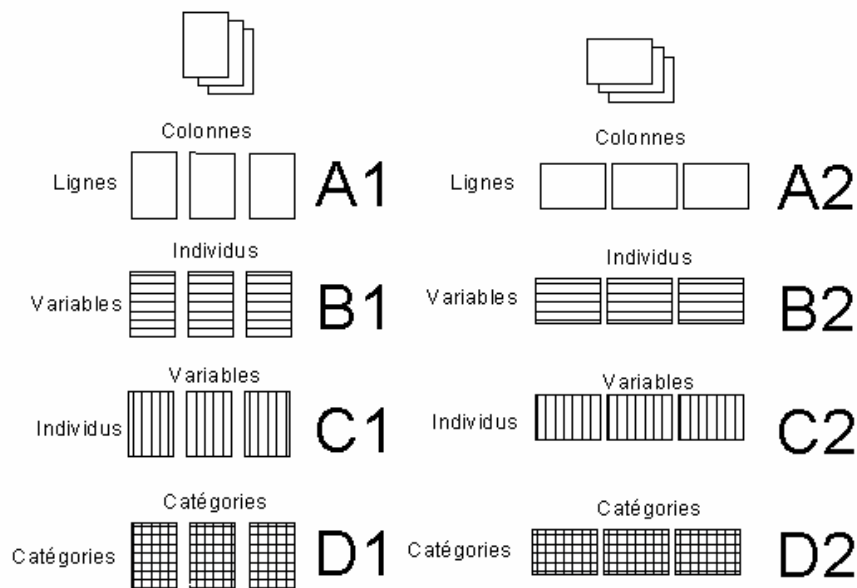 Colonnes
Lignes A1
Individus
Variables B1
Variables
Individus C1
Catégories
Catégories D1
Colonnes
Lignes A2
Individus
Variables B2
Variables
Individus C2
Catégories
Catégories D2